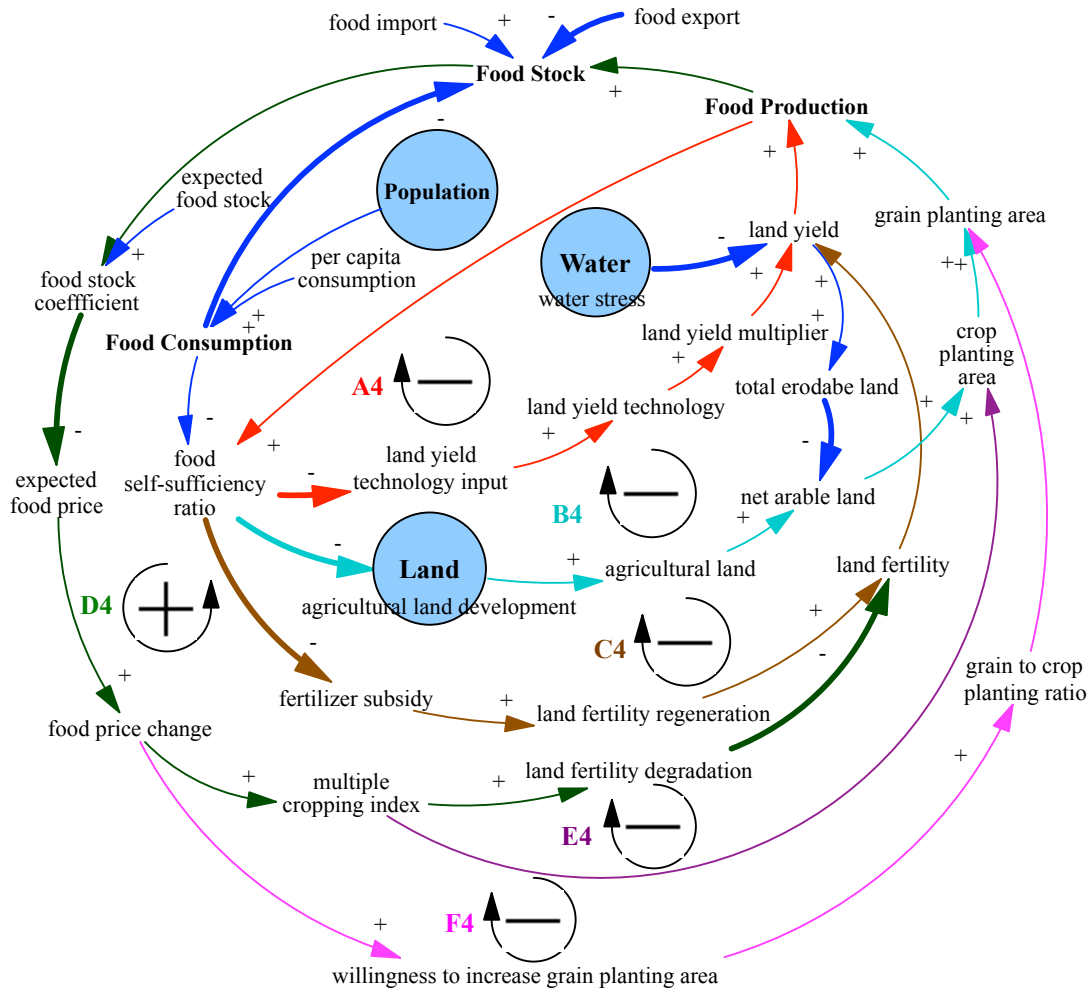 food import
+
-
food export
Food Stock
+
Food Production
-
+
+
Population
expected
food stock
grain planting area
-
land yield
+
Water
per capita
consumption
+
++
food stock
coeffficient
water stress
+
+
+
Food Consumption
land yield multiplier
crop
planting
area
A4
+
total erodabe land
land yield technology
+
-
-
+
+
-
+
food
self-sufficiency
ratio
land yield
technology input
-
expected
food price
net arable land
B4
+
-
Land
+
agricultural land
land fertility
agricultural land development
D4
+
C4
-
-
grain to crop
planting ratio
+
fertilizer subsidy
+
land fertility regeneration
food price change
+
multiple
cropping index
+
land fertility degradation
+
E4
F4
+
willingness to increase grain planting area